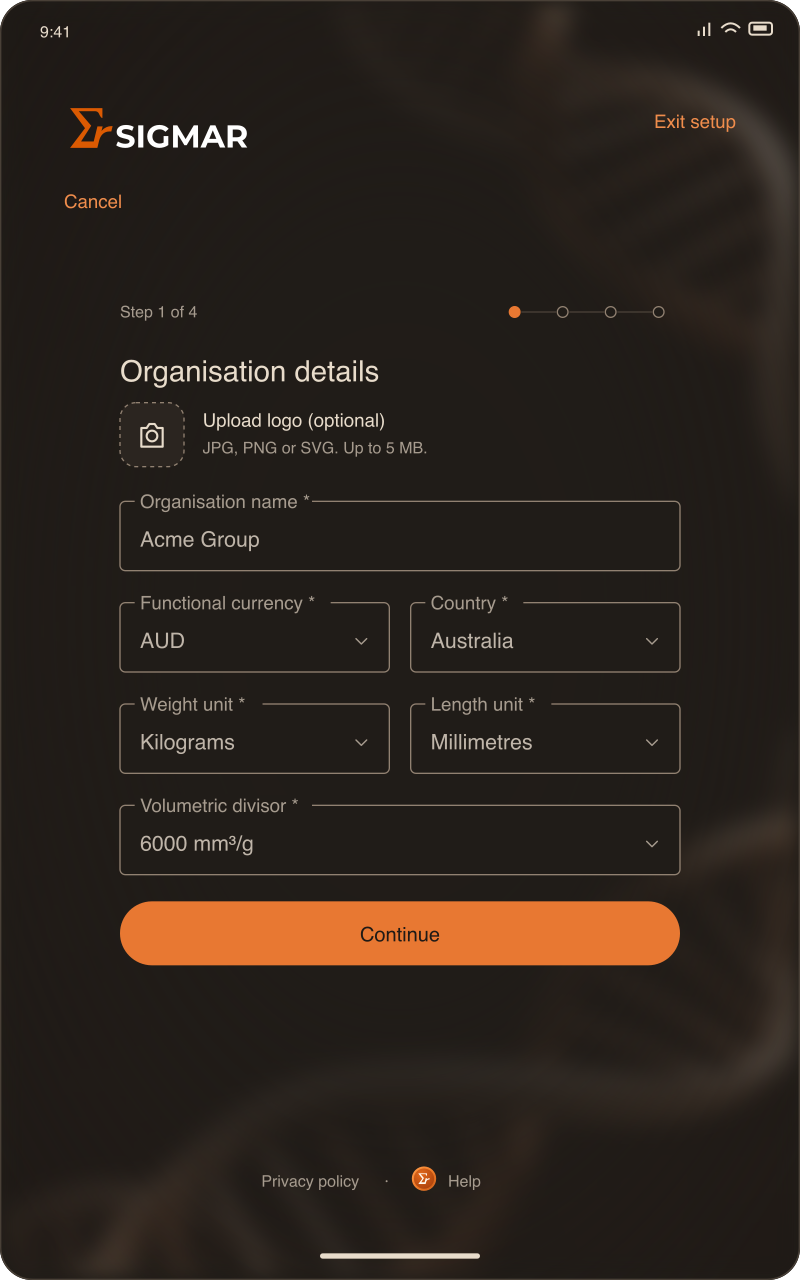 9:41
Σr SIGMAR
Exit setup
Cancel
Step 1 of 4
Organisation details
Upload logo (optional)
JPG, PNG or SVG. Up to 5 MB.
Organisation name *
Acme Group
Functional currency *
Country *
AUD
Australia
Weight unit *
Length unit *
Kilograms
Millimetres
Volumetric divisor *
6000 mm³/g
Continue
Privacy policy · Σr Help